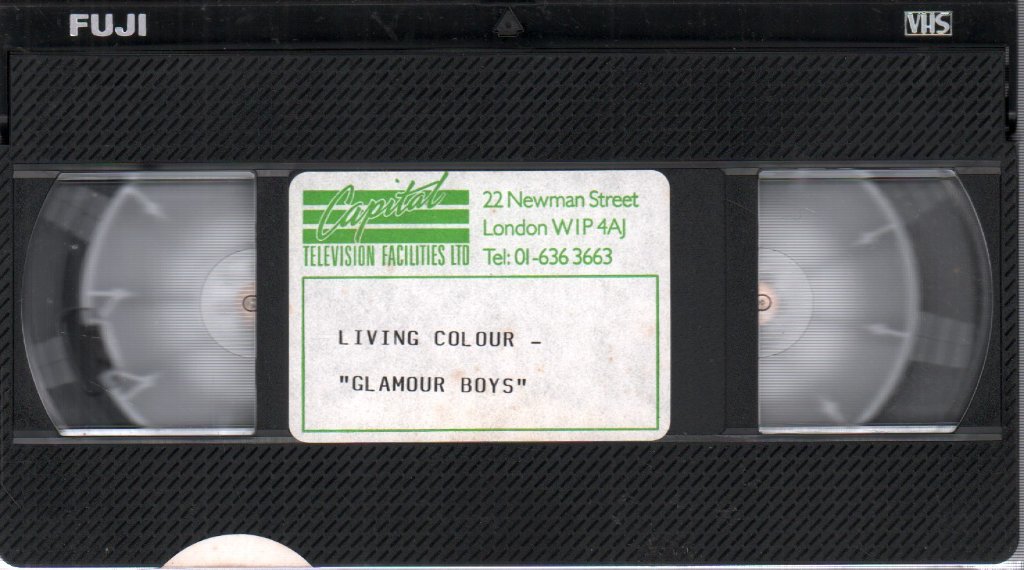 FUJI
VHS
Capital
TELEVISION FACILITIES LTD
22 Newman Street
London W1P 4AJ
Tel: 01-636 3663
LIVING COLOUR -
"GLAMOUR BOYS"